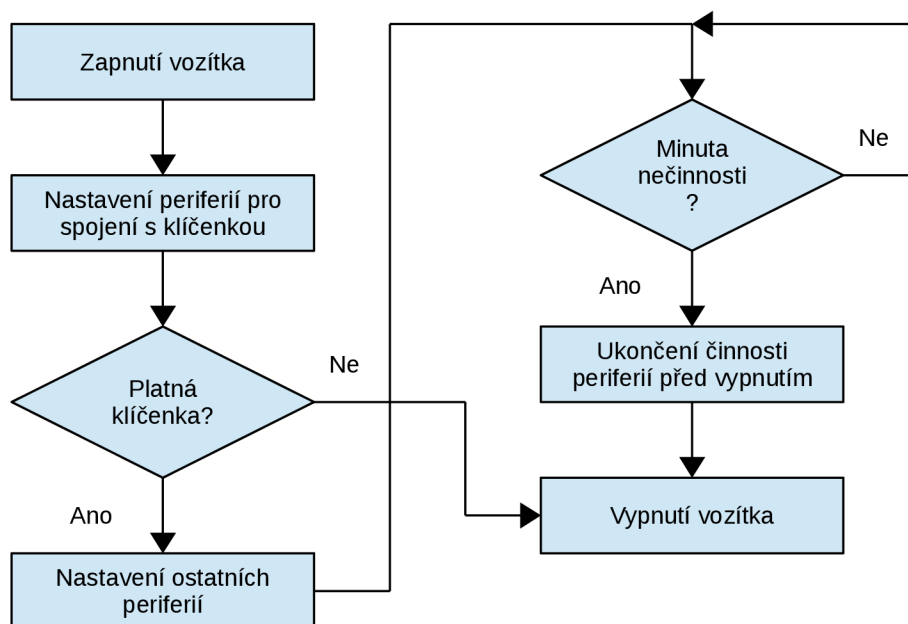 Zapnutí vozítka
Nastavení periferií pro
spojení s klíčenkou
Platná
klíčenka?
Ne
Ano
Nastavení ostatních
periferií
Minuta
nečinnosti
?
Ne
Ano
Ukončení činnosti
periferií před vypnutím
Vypnutí vozítka